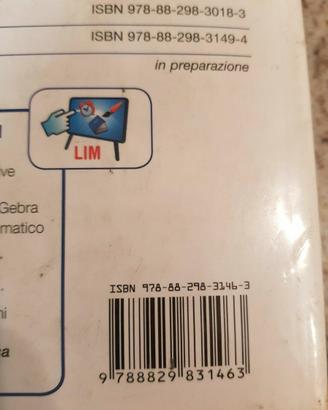 ISBN 978-88-298-3018-3
ISBN 978-88-298-3149-4
in preparazione
LIM
ve
Gebra
matico
ni
a
ISBN 978-88-298-3146-3
9 788829 831463